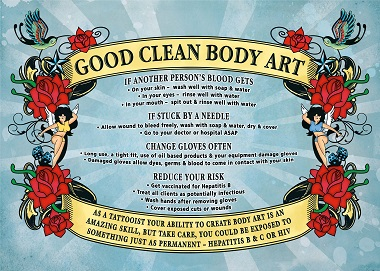 GOOD CLEAN BODY ART
IF ANOTHER PERSON'S BLOOD GETS
• On your skin – wash well with soap & water
• In your eyes – rinse well with water
• In your mouth – spit out & rinse well with water
IF STUCK BY A NEEDLE
• Allow wound to bleed freely, wash with soap & water, dry & cover
• Go to your doctor or hospital ASAP
CHANGE GLOVES OFTEN
• Long use, a tight fit, use of oil based products & your equipment damage gloves
• Damaged gloves allow dyes, germs & blood to come in contact with your skin
REDUCE YOUR RISK
• Get vaccinated for Hepatitis B
• Treat all clients as potentially infectious
• Wash hands after removing gloves
• Cover exposed cuts or wounds
AS A TATTOOIST YOUR ABILITY TO CREATE BODY ART IS AN
AMAZING SKILL, BUT TAKE CARE, YOU COULD BE EXPOSED TO
SOMETHING JUST AS PERMANENT – HEPATITIS B & C OR HIV